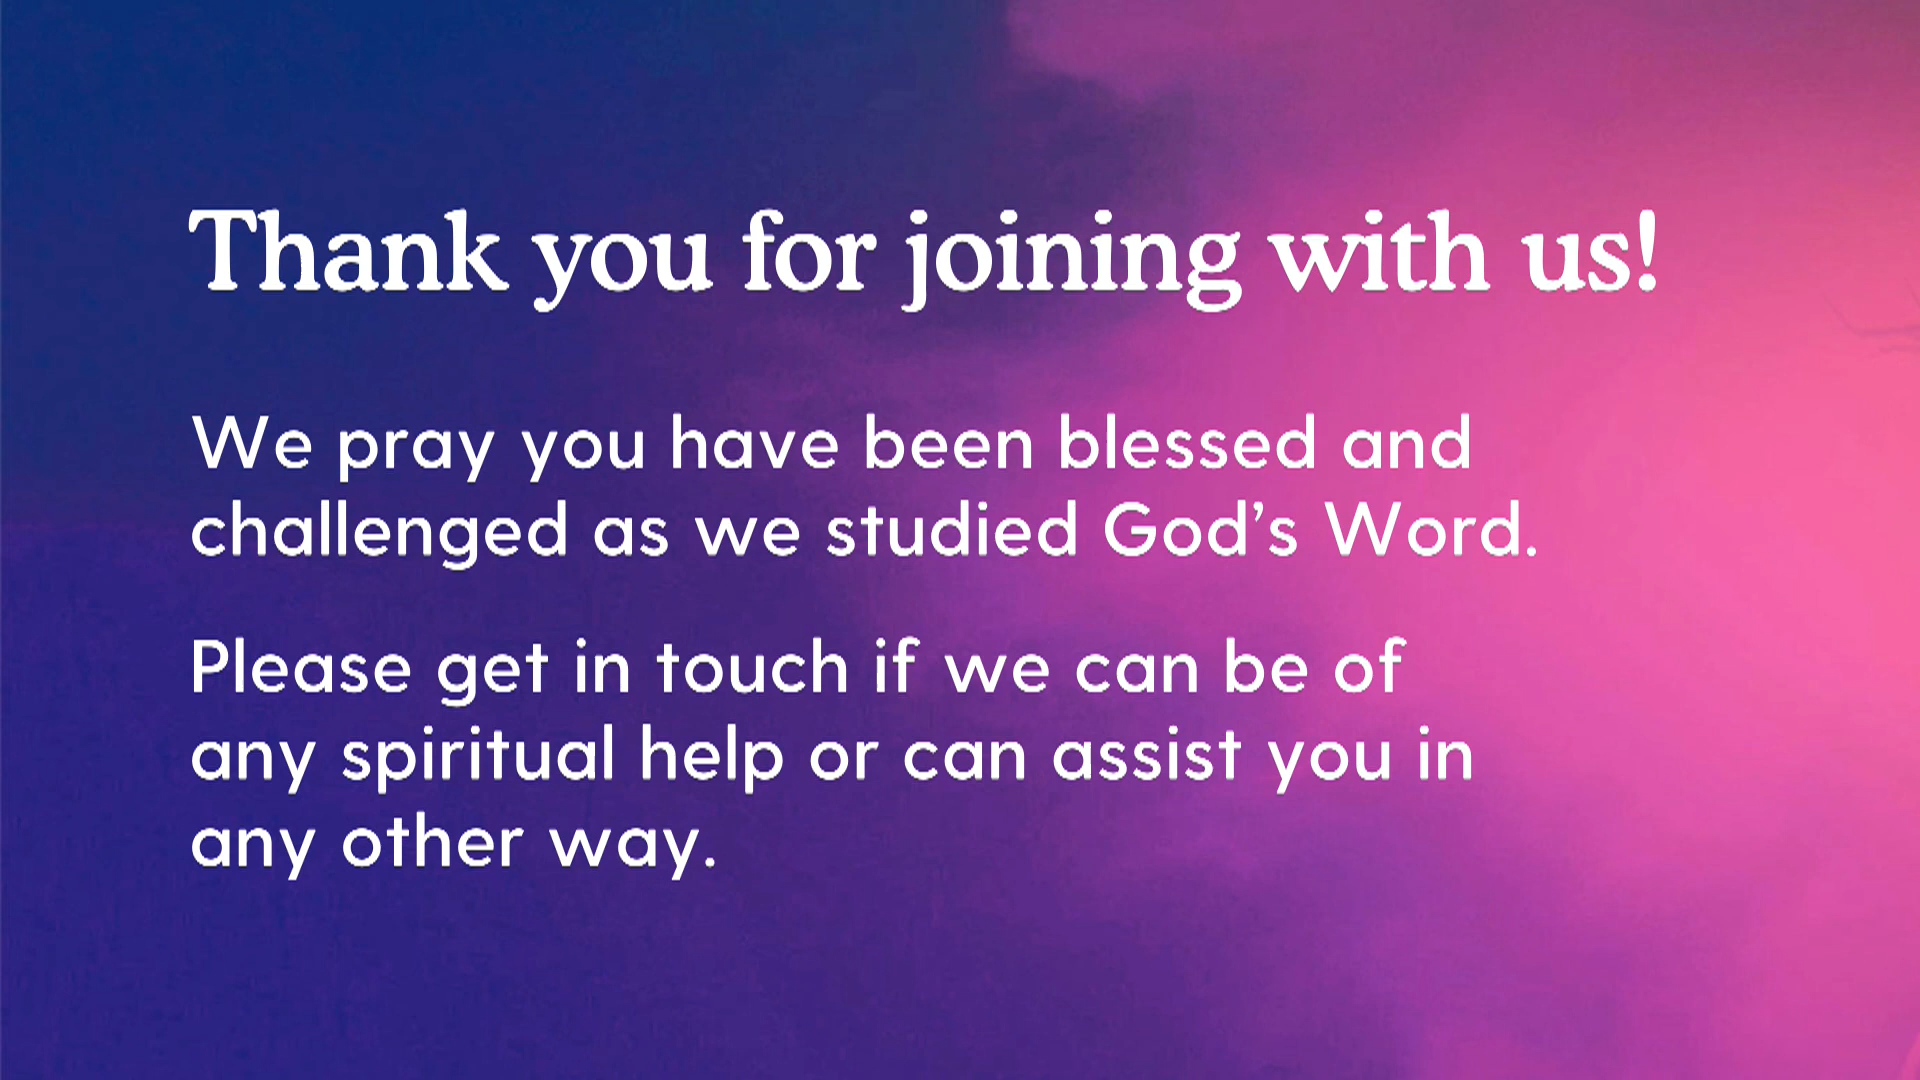 Thank you for joining with us!
We pray you have been blessed and
challenged as we studied God’s Word.
Please get in touch if we can be of
any spiritual help or can assist you in
any other way.